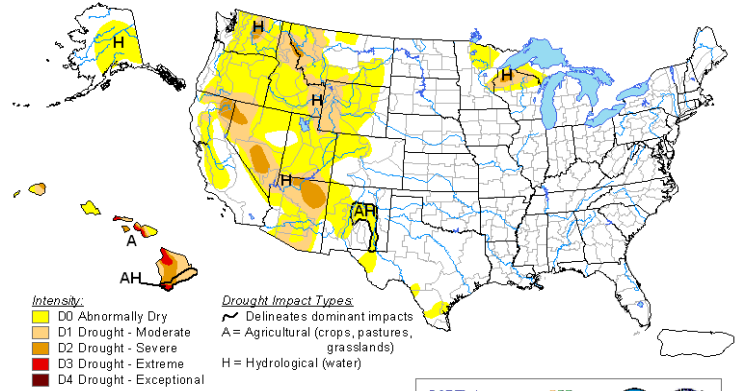 H
H
H
H
H
AH
A
AH
Intensity:
D0 Abnormally Dry
D1 Drought - Moderate
D2 Drought - Severe
D3 Drought - Extreme
D4 Drought - Exceptional
Drought Impact Types:
Delineates dominant impacts
A = Agricultural (crops, pastures,
grasslands)
H = Hydrological (water)